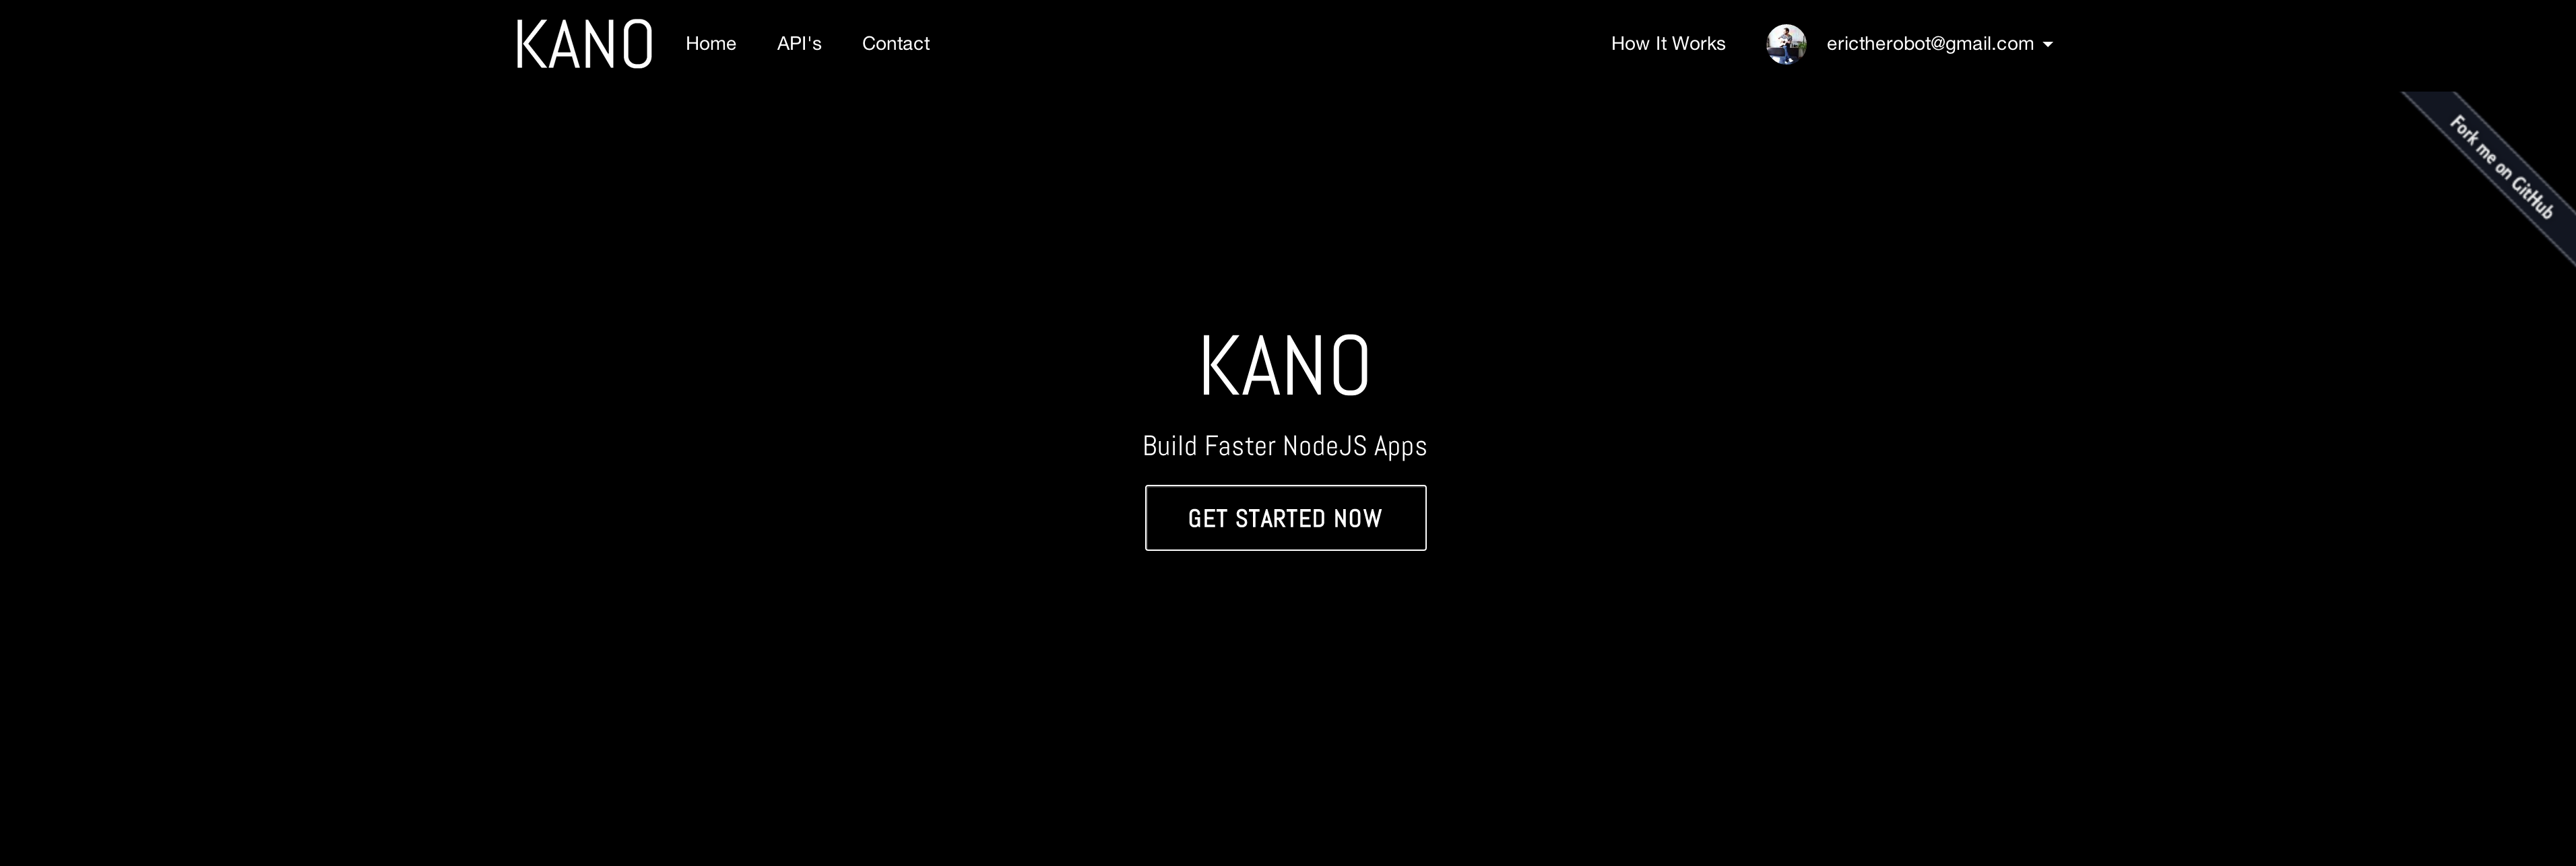 KANO Home API's Contact How It Works erictherobot@gmail.com
Fork me on GitHub
KANO
Build Faster NodeJS Apps
GET STARTED NOW